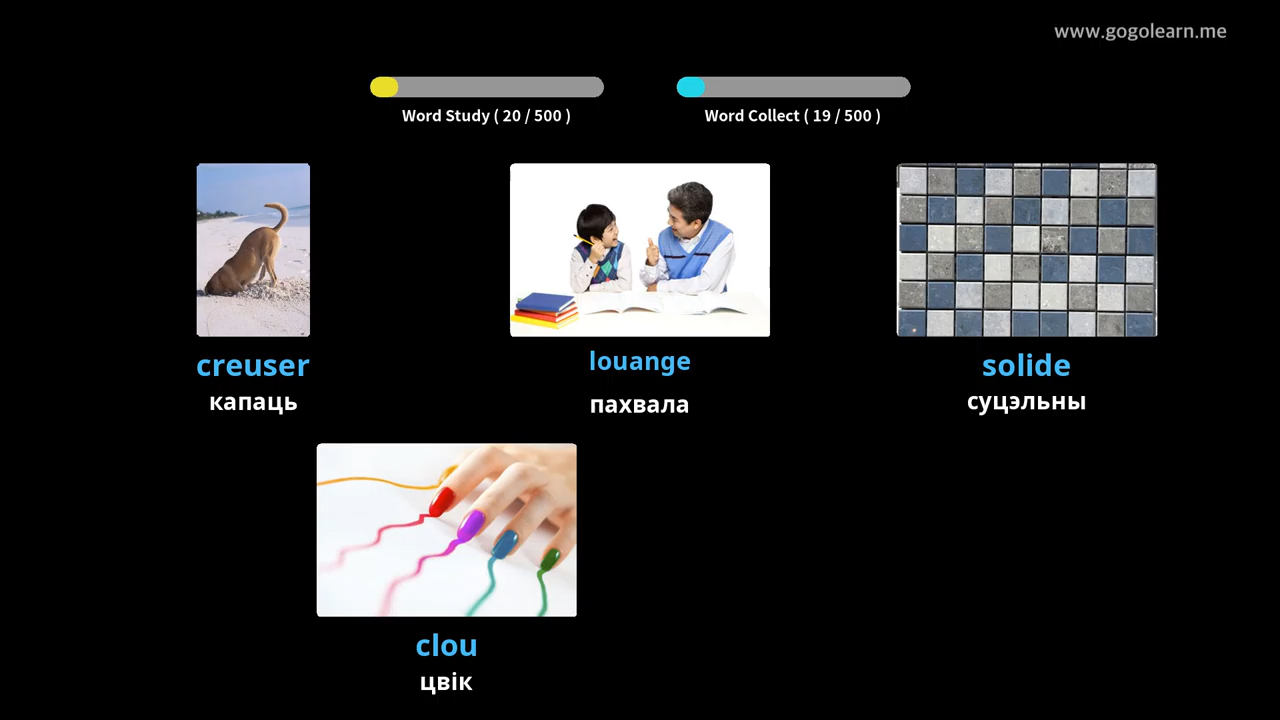 www.gogolearn.me
Word Study ( 20 / 500 )
Word Collect ( 19 / 500 )
creuser
капаць
louange
пахвала
solide
суцэльны
clou
цвік